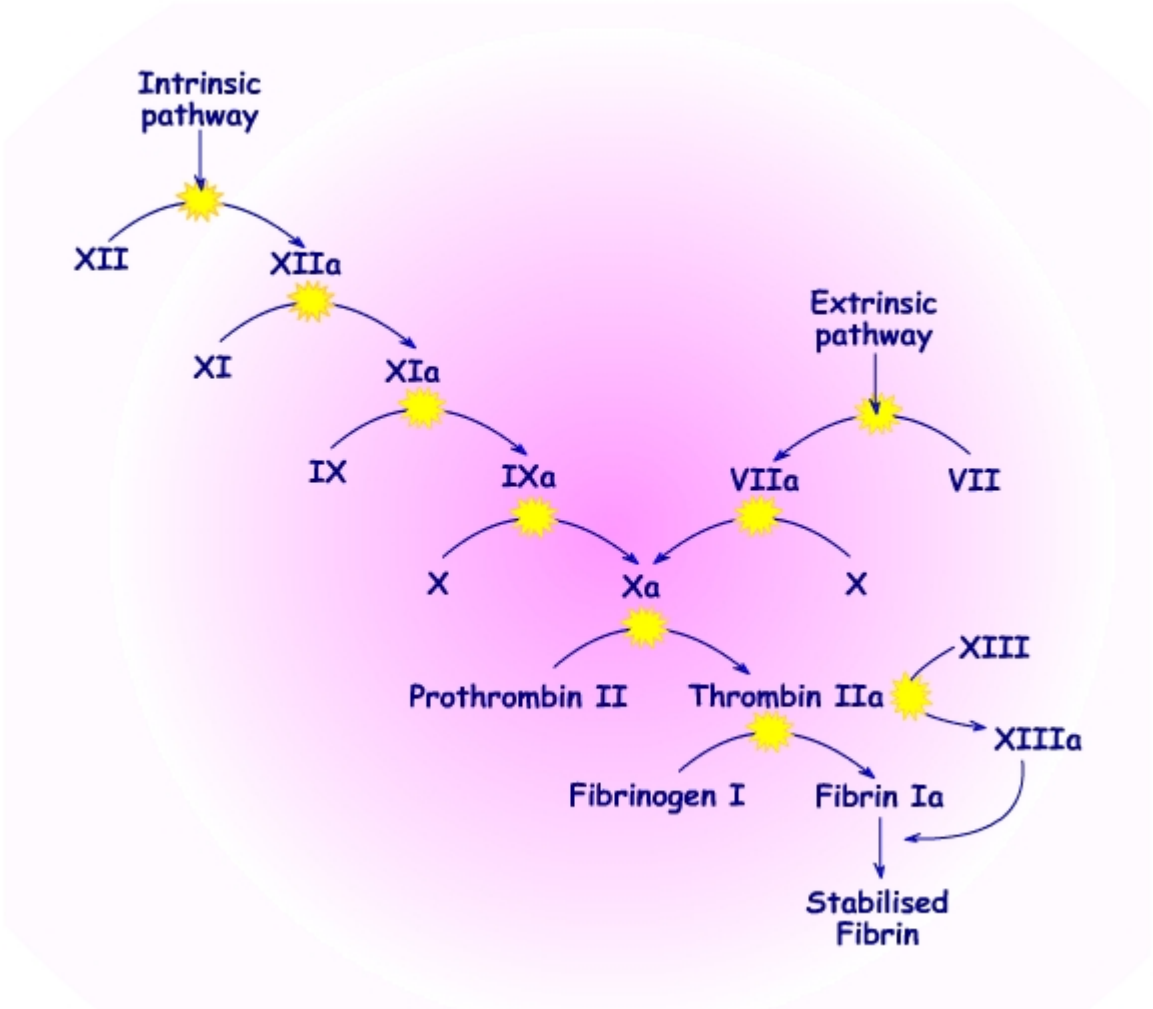 Intrinsic
pathway
XII
XIIa
XI
XIa
Extrinsic
pathway
IX
IXa
VIIa
VII
X
Xa
X
Prothrombin II
Thrombin IIa
XIII
XIIIa
Fibrinogen I
Fibrin Ia
Stabilised
Fibrin